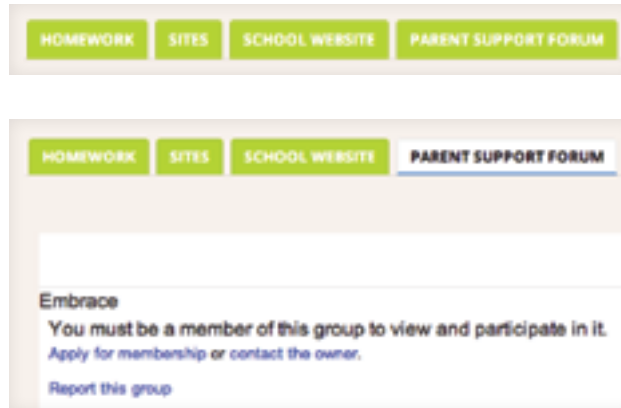 HOMEWORK SITES SCHOOL WEBSITE PARENT SUPPORT FORUM
HOMEWORK SITES SCHOOL WEBSITE PARENT SUPPORT FORUM
Embrace
You must be a member of this group to view and participate in it.
Apply for membership or contact the owner.
Report this group